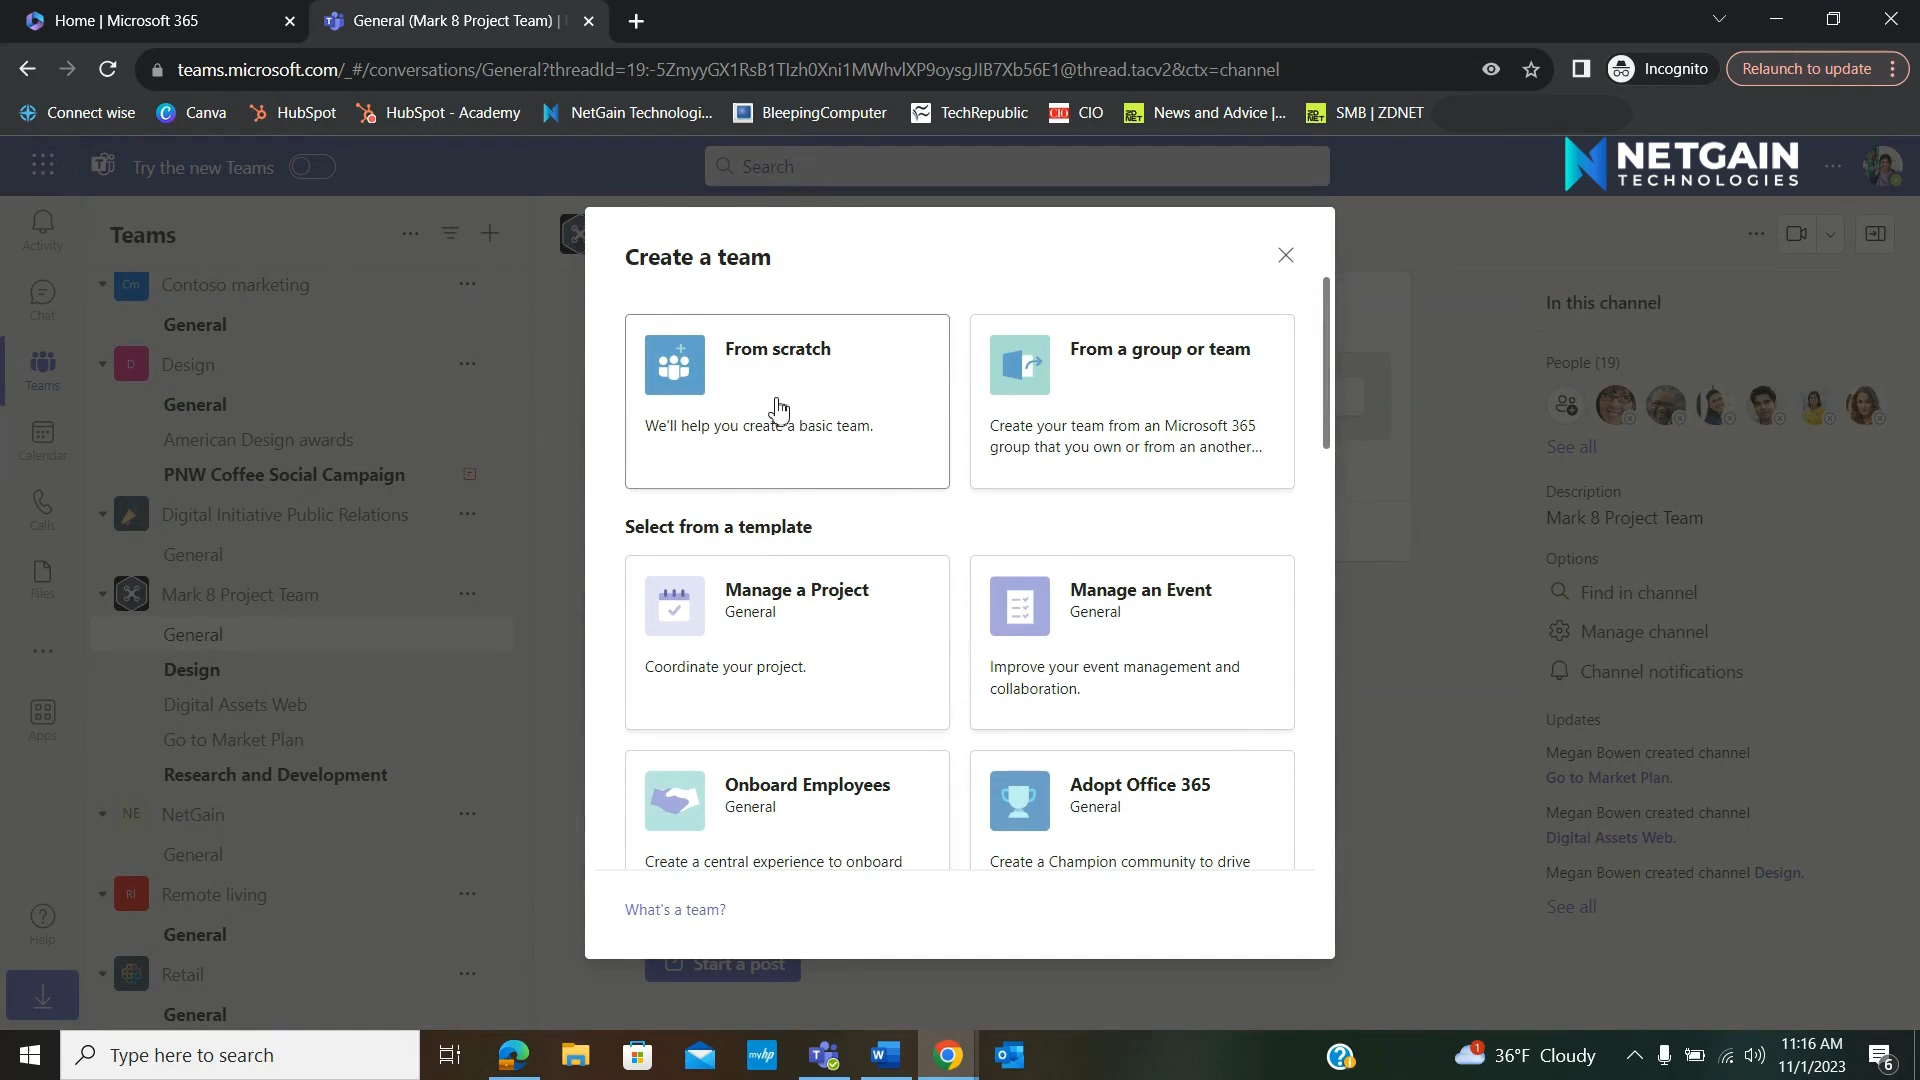 Home | Microsoft 365
General (Mark 8 Project Team) |
teams.microsoft.com/_#/conversations/General?threadId=19:-5ZmyyGX1RsB1TIzh0Xni1MWhvlXP9oysgJIB7Xb56E1@thread.tacv2&ctx=channel
Incognito
Relaunch to update
Connect wise
Canva
HubSpot
HubSpot - Academy
NetGain Technologi...
BleepingComputer
TechRepublic
CIO CIO
News and Advice |...
SMB | ZDNET
Try the new Teams
Search
NETGAIN
TECHNOLOGIES
Activity
Chat
Teams
Calendar
Calls
Files
Apps
Help
Teams
Cm Contoso marketing
General
D Design
General
American Design awards
PNW Coffee Social Campaign
Digital Initiative Public Relations
General
Mark 8 Project Team
General
Design
Digital Assets Web
Go to Market Plan
Research and Development
NE NetGain
General
RI Remote living
General
Retail
General
Create a team
From scratch
We'll help you create a basic team.
From a group or team
Create your team from an Microsoft 365
group that you own or from an another...
Select from a template
Manage a Project
General
Coordinate your project.
Manage an Event
General
Improve your event management and
collaboration.
Onboard Employees
General
Create a central experience to onboard
Adopt Office 365
General
Create a Champion community to drive
What's a team?
Start a post
In this channel
People (19)
See all
Description
Mark 8 Project Team
Options
Find in channel
Manage channel
Channel notifications
Updates
Megan Bowen created channel
Go to Market Plan.
Megan Bowen created channel
Digital Assets Web.
Megan Bowen created channel Design.
See all
Type here to search
myhp
1
36°F Cloudy
11:16 AM
11/1/2023
6